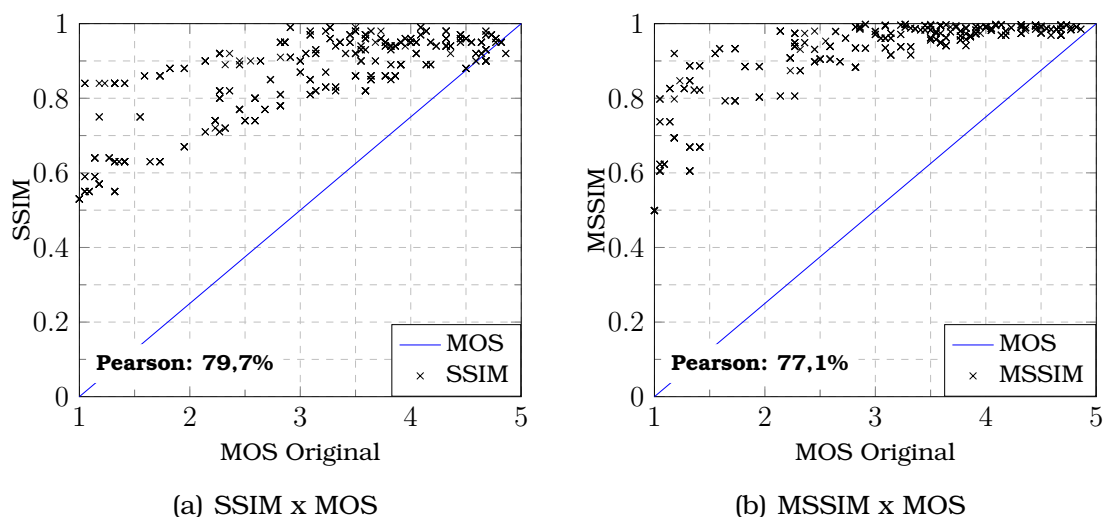 1
0.8
0.6
0.4
0.2
0
SSIM
Pearson: 79,7%
MOS
SSIM
1 2 3 4 5
MOS Original
(a) SSIM x MOS
1
0.8
0.6
0.4
0.2
0
MSSIM
Pearson: 77,1%
MOS
MSSIM
1 2 3 4 5
MOS Original
(b) MSSIM x MOS